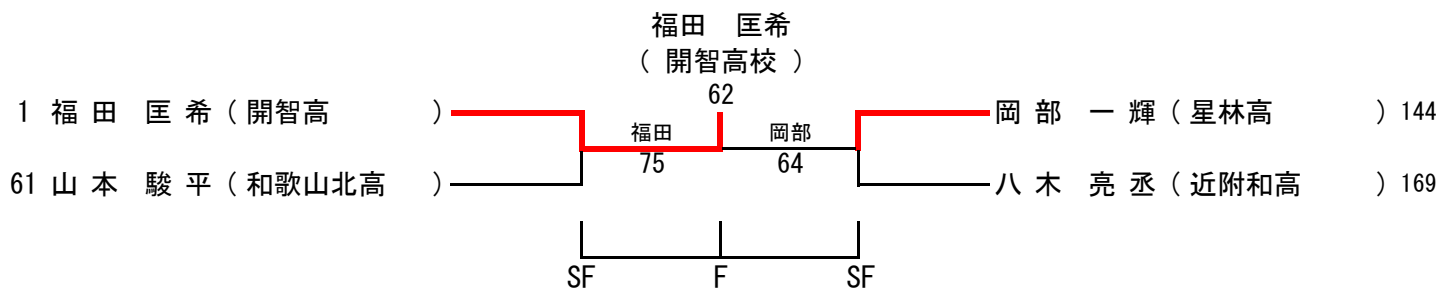 福田　匡希
（ 開智高校 ）
62
1 福 田　匡 希 （ 開智高　　　　）
岡 部　一 輝 （ 星林高　　　　） 144
福田
岡部
75
64
61 山 本　駿 平 （ 和歌山北高　）
八 木　亮 丞 （ 近附和高　　） 169
SF F SF